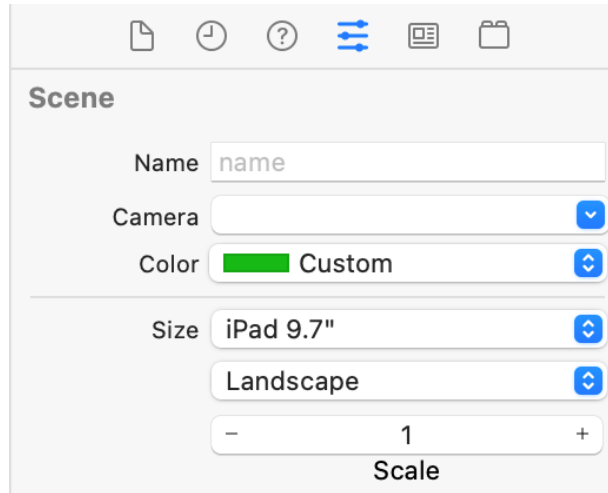 Scene
Name name
Camera
Color Custom
Size iPad 9.7"
Landscape
− 1 +
Scale